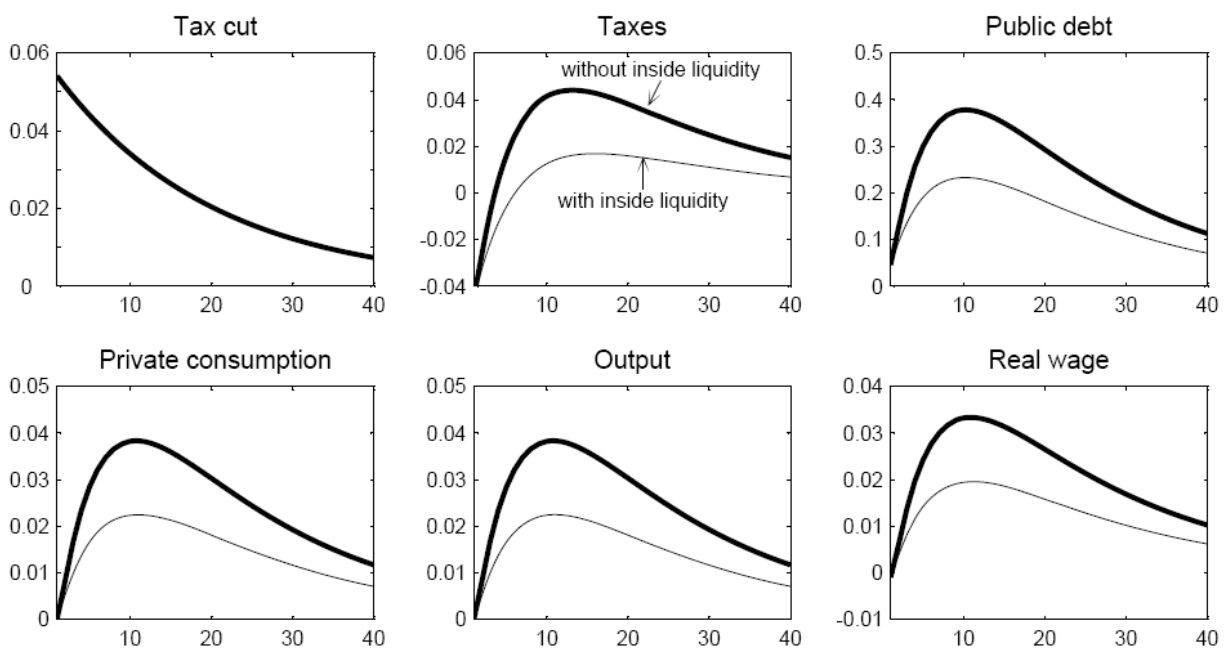 Tax cut
0.06
0.04
0.02
0
10 20 30 40
Taxes
without inside liquidity
with inside liquidity
0.06
0.04
0.02
0
-0.02
-0.04
10 20 30 40
Public debt
0.5
0.4
0.3
0.2
0.1
0
10 20 30 40
Private consumption
0.05
0.04
0.03
0.02
0.01
0
10 20 30 40
Output
0.05
0.04
0.03
0.02
0.01
0
10 20 30 40
Real wage
0.04
0.03
0.02
0.01
0
-0.01
10 20 30 40